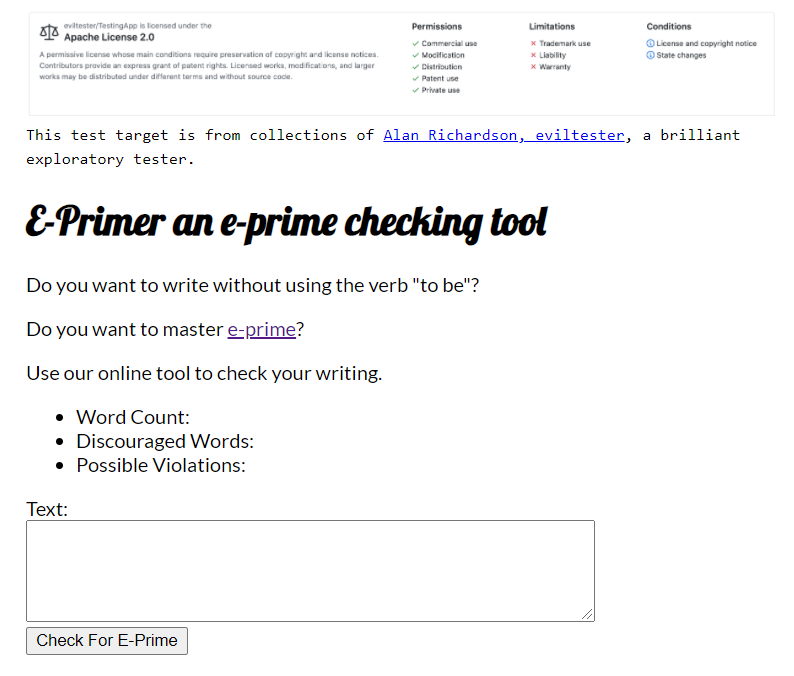 eviltester/TestingApp is licensed under the
Apache License 2.0
A permissive license whose main conditions require preservation of copyright and license notices.
Contributors provide an express grant of patent rights. Licensed works, modifications, and larger
works may be distributed under different terms and without source code.
Permissions
Commercial use
Modification
Distribution
Patent use
Private use
Limitations
Trademark use
Liability
Warranty
Conditions
License and copyright notice
State changes
This test target is from collections of Alan Richardson, eviltester, a brilliant
exploratory tester.
E-Primer an e-prime checking tool
Do you want to write without using the verb "to be"?
Do you want to master e-prime?
Use our online tool to check your writing.
Word Count:
Discouraged Words:
Possible Violations:
Text:
Check For E-Prime